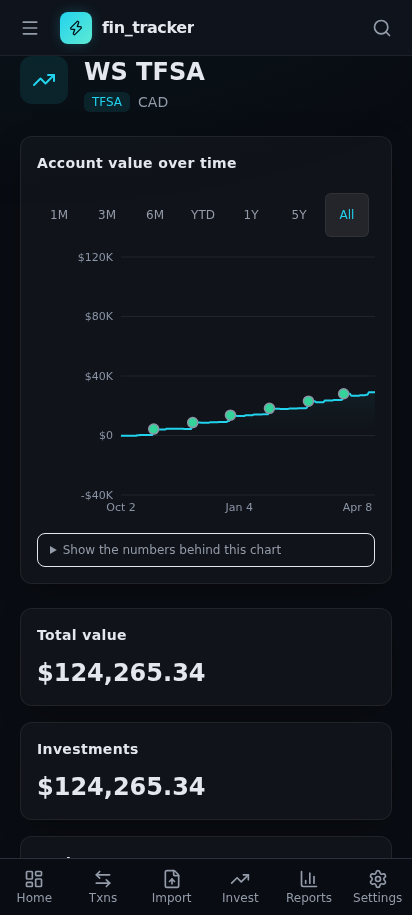 fin_tracker
WS TFSA
TFSA CAD
Account value over time
1M 3M 6M YTD 1Y 5Y All
$120K
$80K
$40K
$0
-$40K
Oct 2 Jan 4 Apr 8
Show the numbers behind this chart
Total value
$124,265.34
Investments
$124,265.34
Home Txns Import Invest Reports Settings